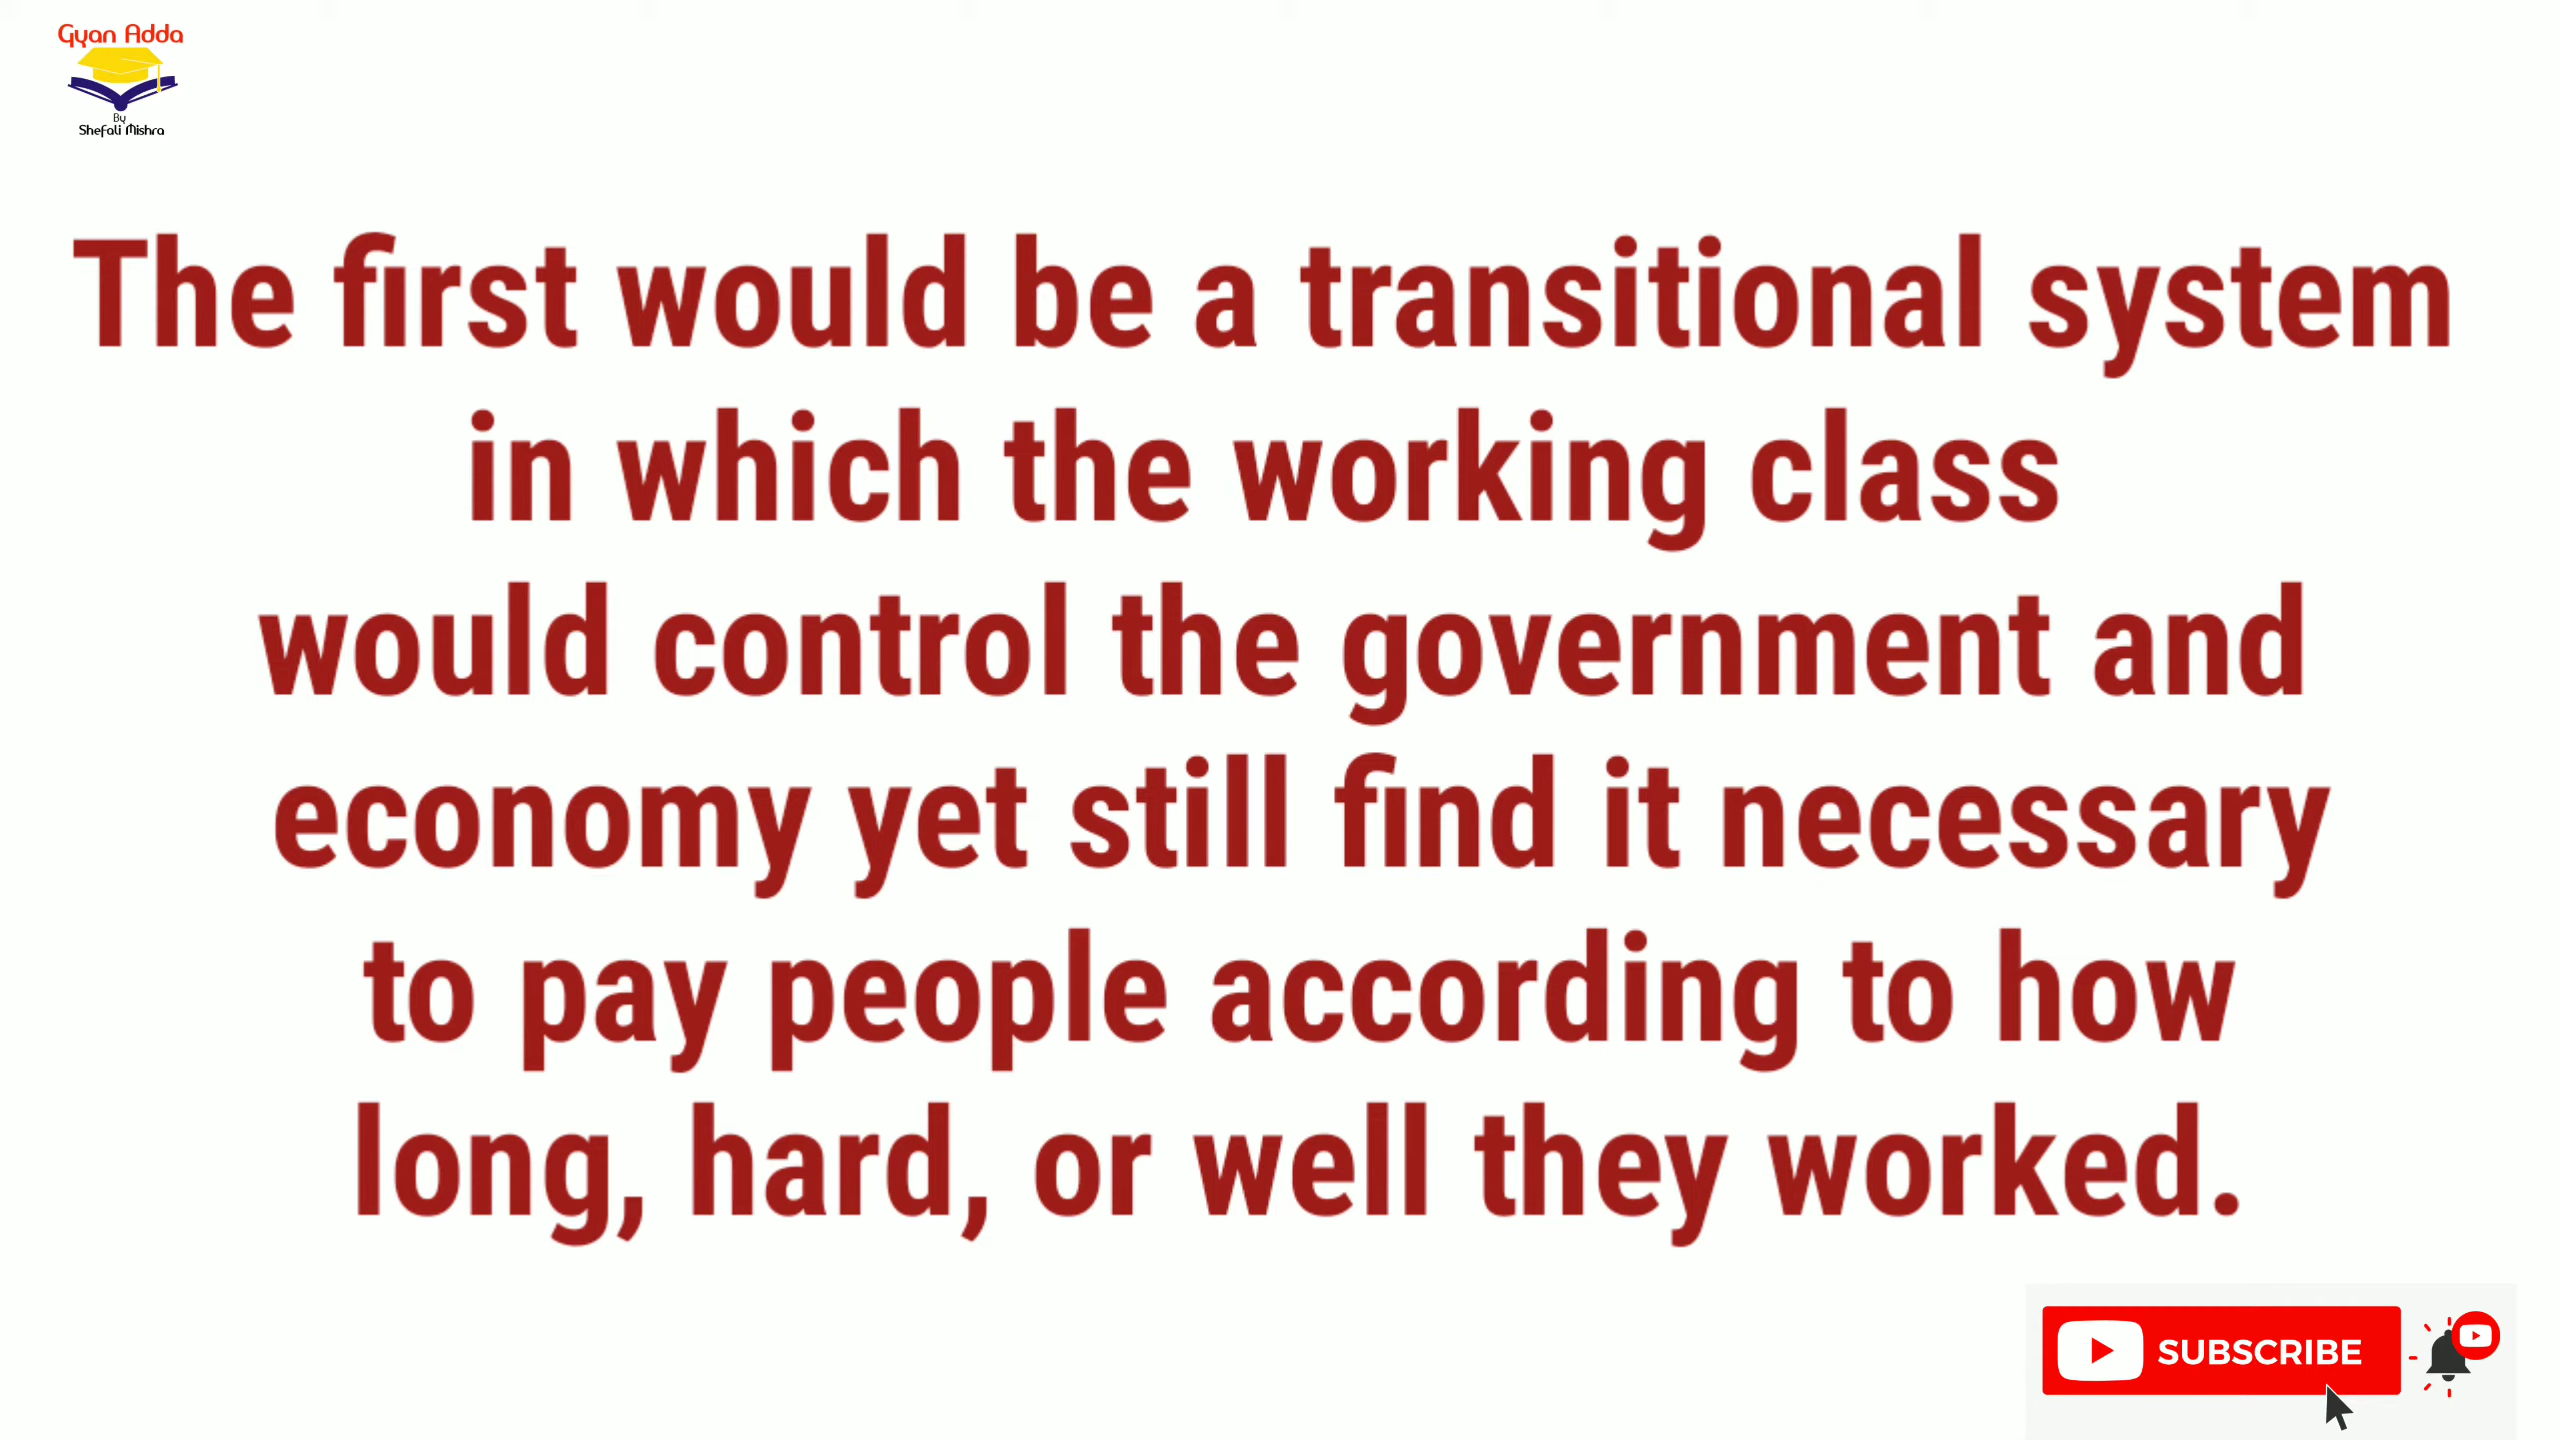 Gyan Adda
By
Shefali Mishra
The first would be a transitional system
in which the working class
would control the government and
economy yet still find it necessary
to pay people according to how
long, hard, or well they worked.
SUBSCRIBE